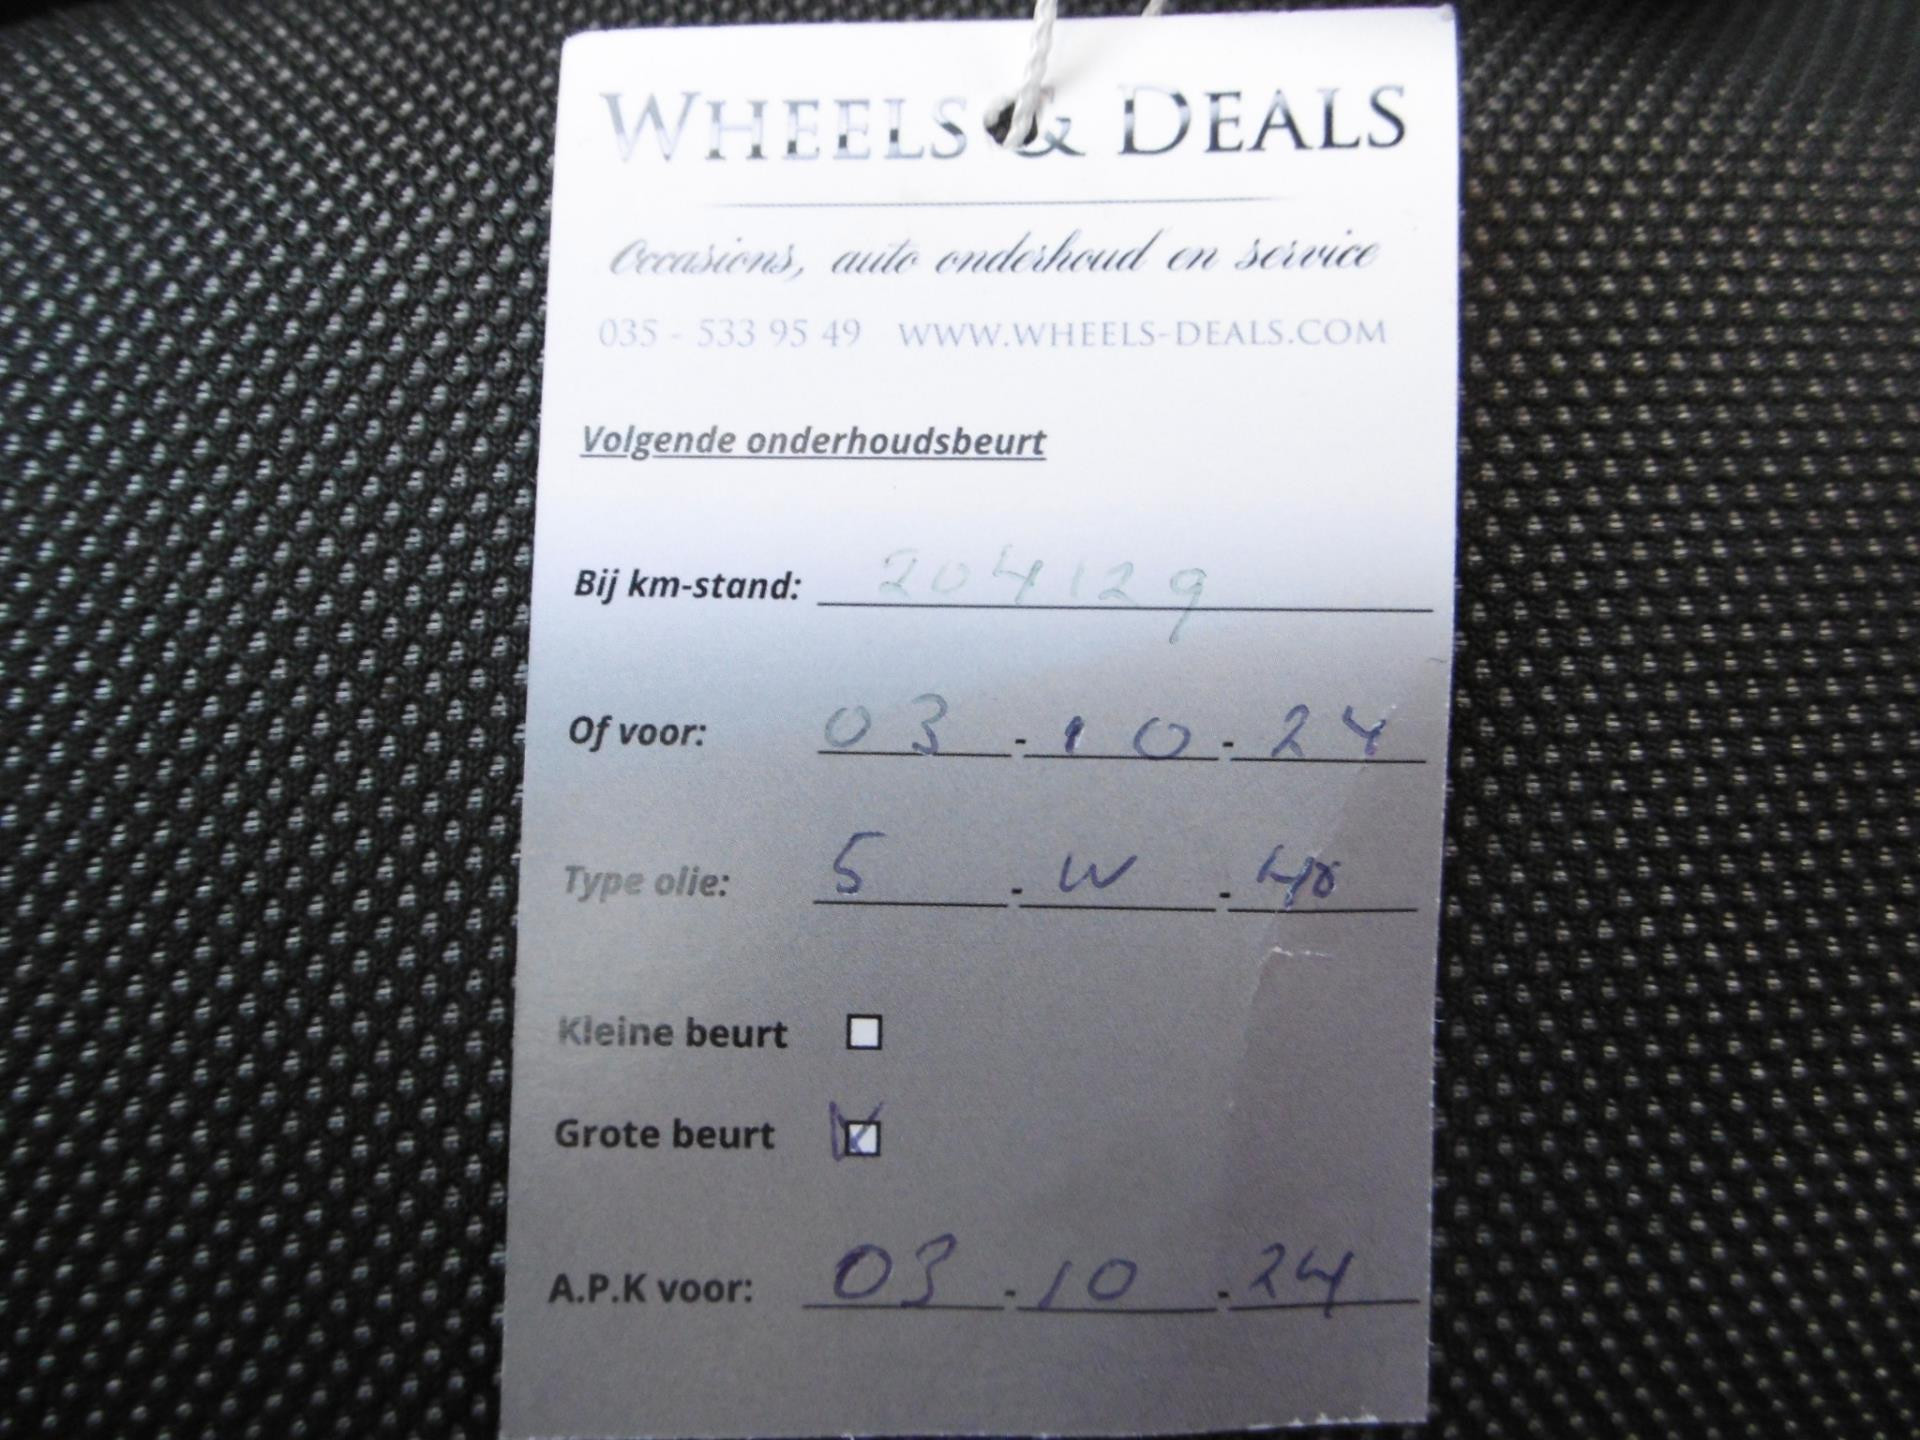 WHEELS & DEALS
Occasions, auto onderhoud en service
035 - 533 95 49 WWW.WHEELS-DEALS.COM
Volgende onderhoudsbeurt
Bij km-stand: 204129
Of voor: 03 - 10 - 24
Type olie: 5 - W - 40
Kleine beurt
Grote beurt
A.P.K voor: 03 - 10 - 24